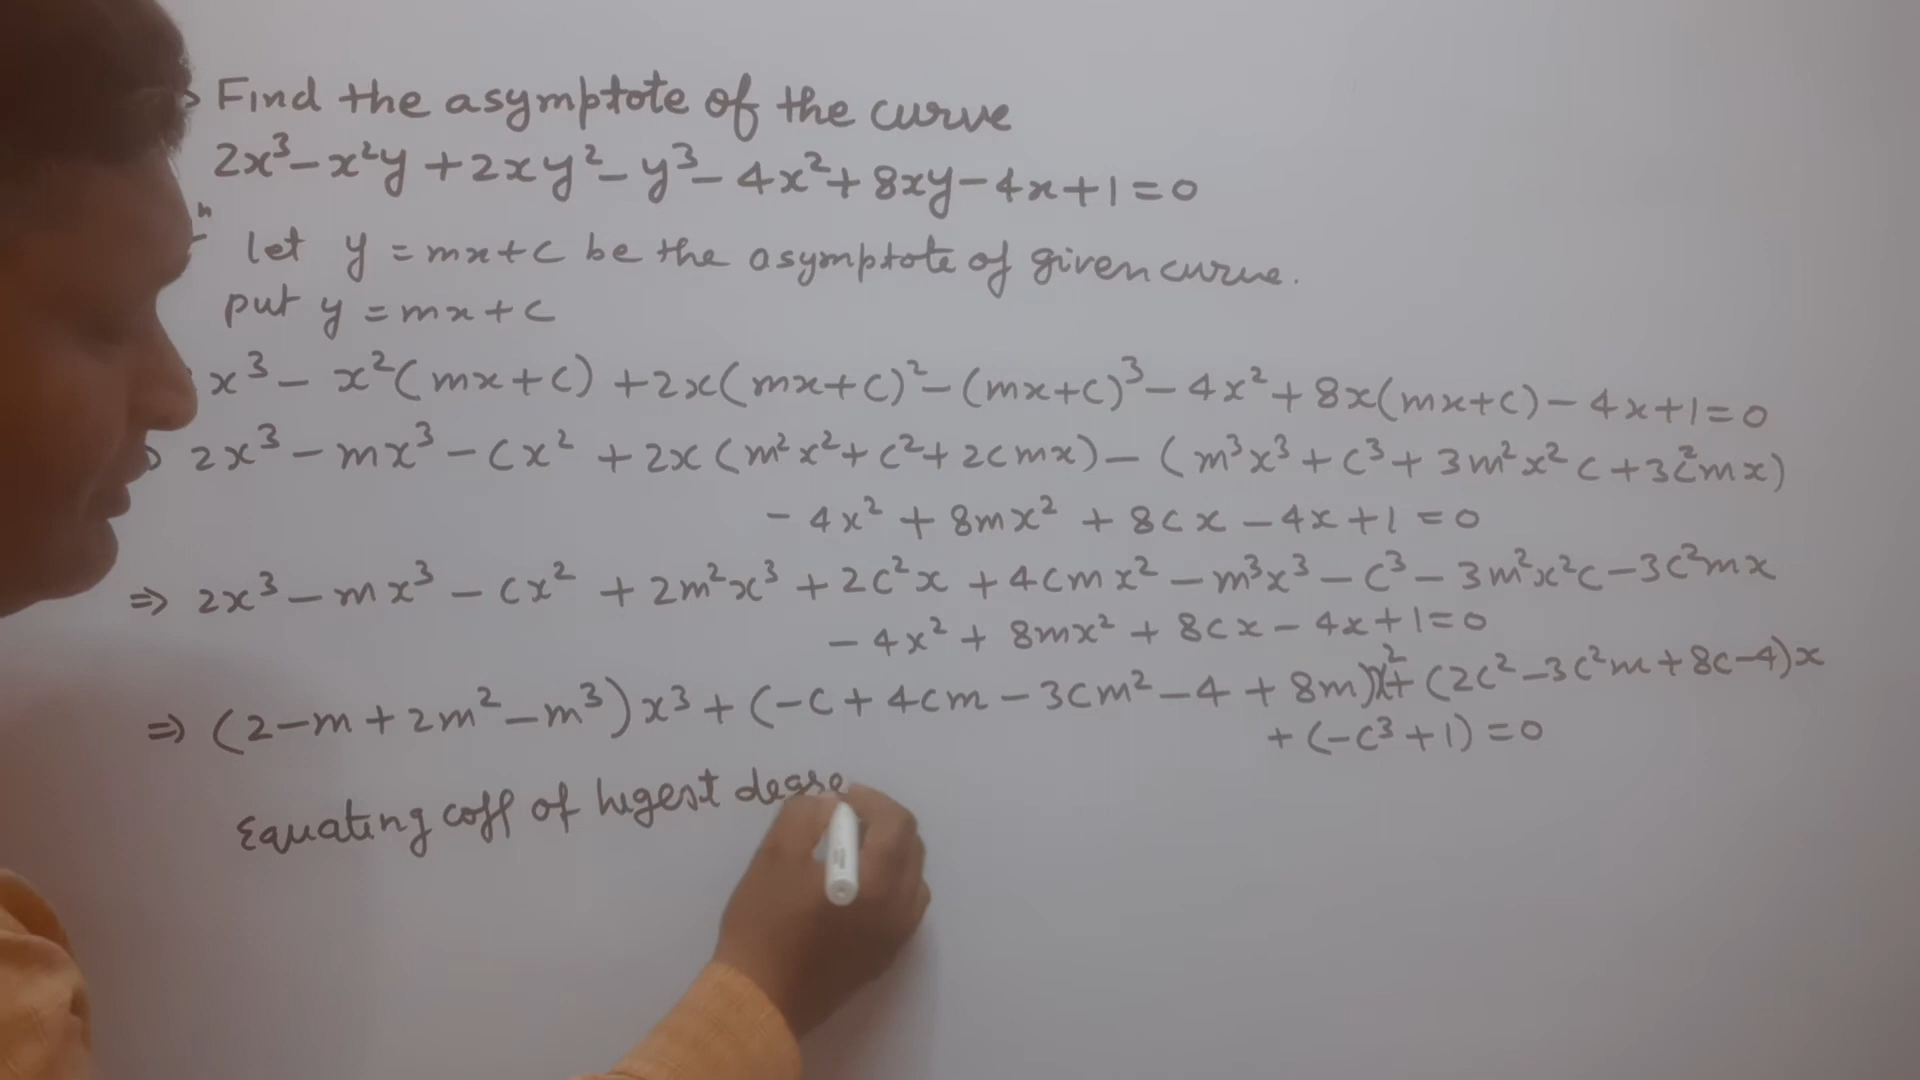 Find the asymptote of the curve
2x³ - x²y + 2xy² - y³ - 4x² + 8xy - 4x + 1 = 0
n
let y = mx + c be the asymptote of given curve.
put y = mx + c
x³ - x²(mx + c) + 2x(mx + c)² - (mx + c)³ - 4x² + 8x(mx + c) - 4x + 1 = 0
2x³ - mx³ - cx² + 2x(m²x² + c² + 2cmx) - (m³x³ + c³ + 3m²x²c + 3c²mx)
- 4x² + 8mx² + 8cx - 4x + 1 = 0
⇒ 2x³ - mx³ - cx² + 2m²x³ + 2c²x + 4cmx² - m³x³ - c³ - 3m²x²c - 3c²mx
- 4x² + 8mx² + 8cx - 4x + 1 = 0
⇒ (2 - m + 2m² - m³)x³ + (-c + 4cm - 3cm² - 4 + 8m)x² + (2c² - 3c²m + 8c - 4)x
+ (-c³ + 1) = 0
Equating coff of higest degre